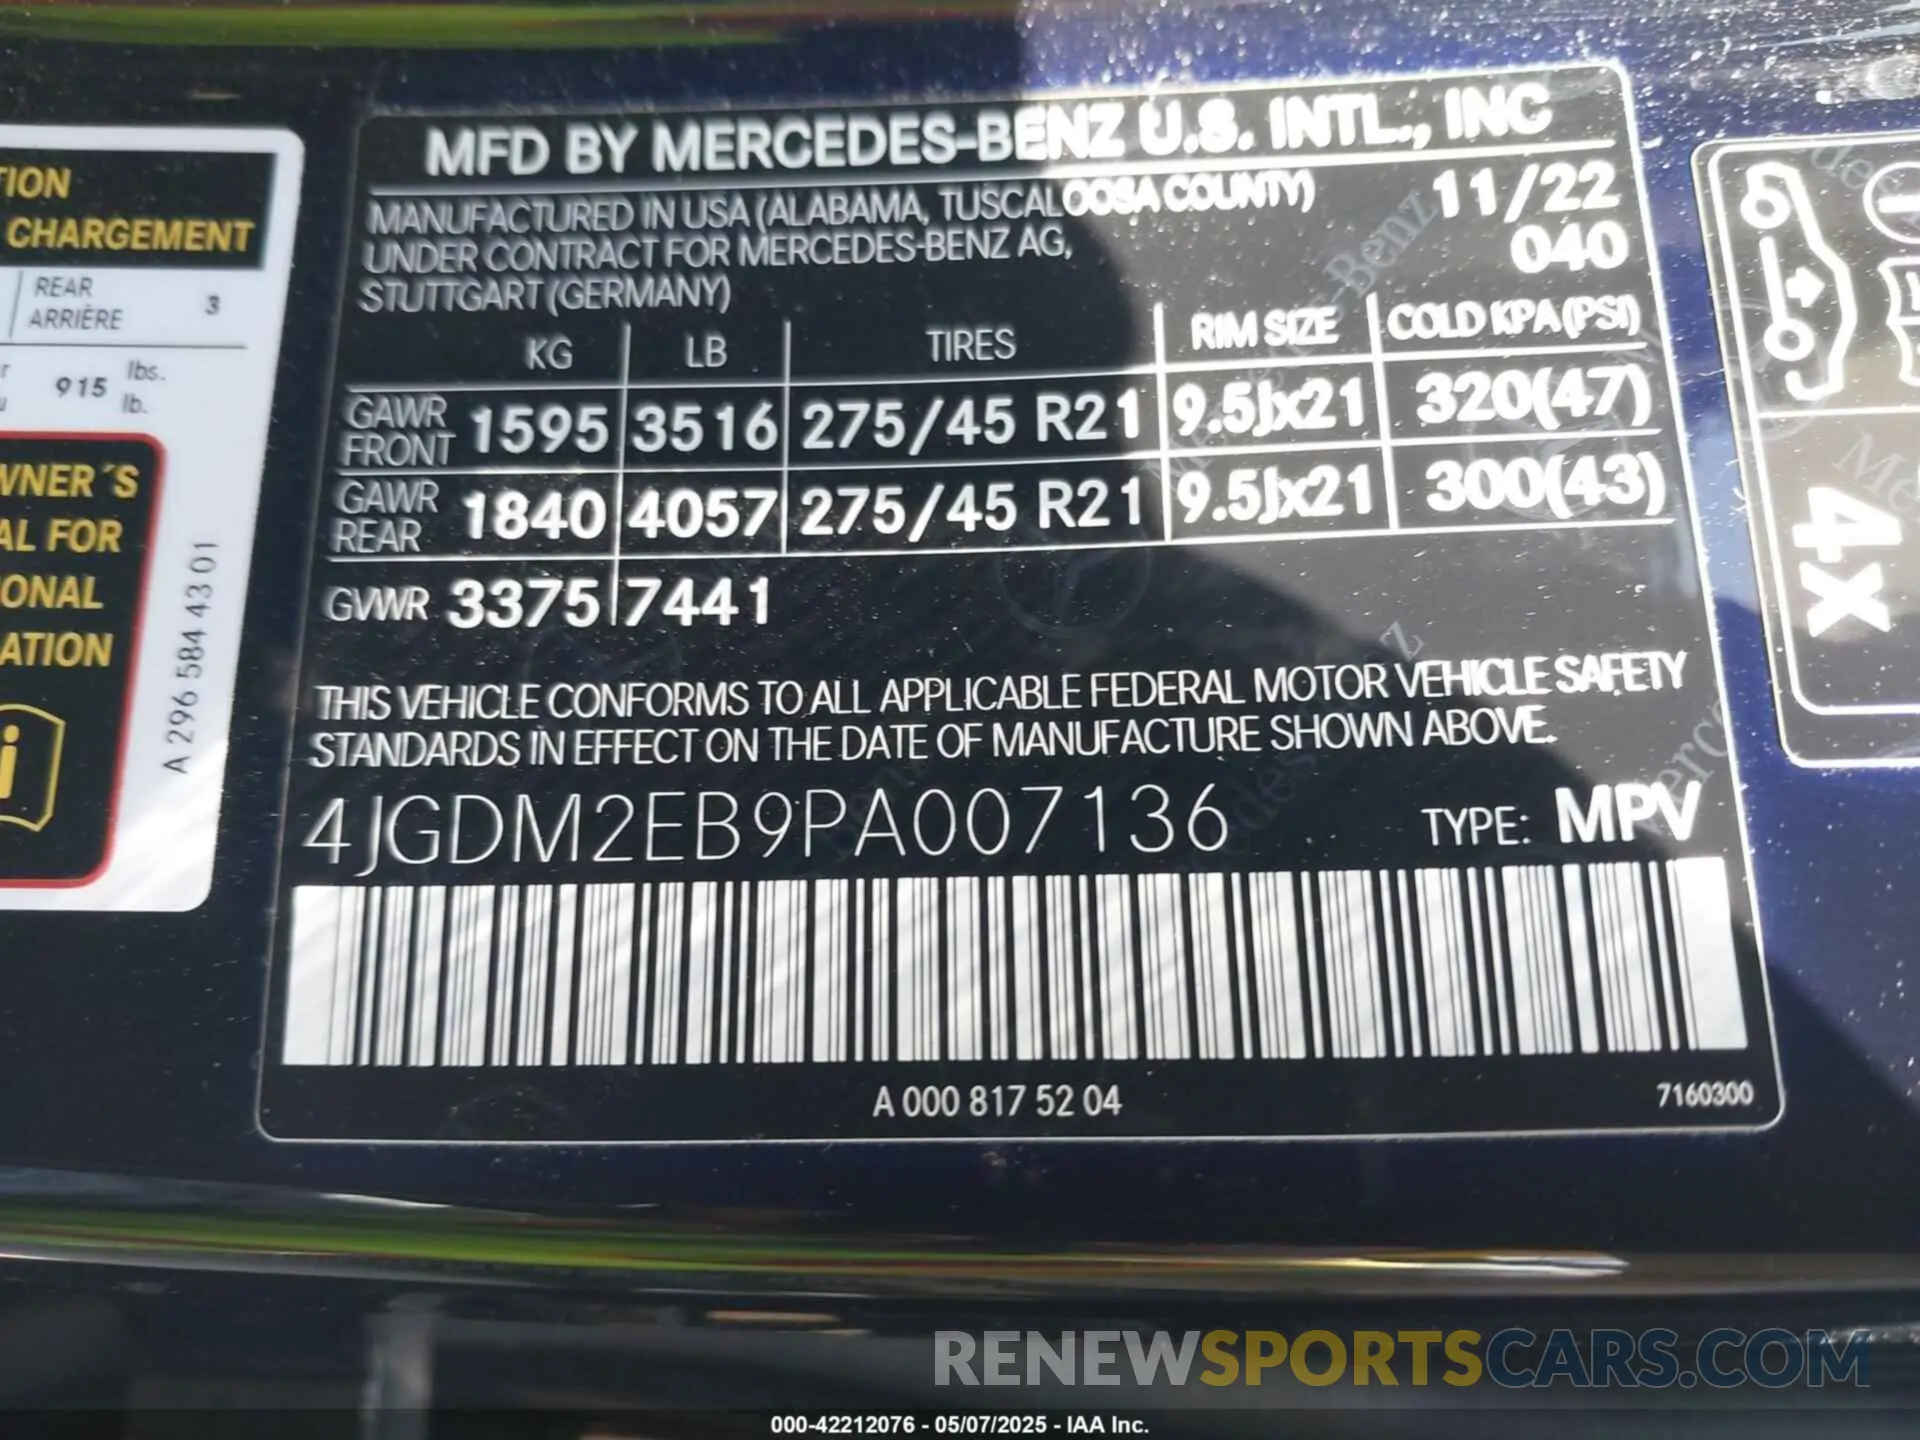 MFD BY MERCEDES-BENZ U.S. INTL., INC
MANUFACTURED IN USA (ALABAMA, TUSCALOOSA COUNTY) 11/22
UNDER CONTRACT FOR MERCEDES-BENZ AG, 040
STUTTGART (GERMANY)
KG LB TIRES RIM SIZE COLD KPA (PSI)
GAWR FRONT 1595 3516 275/45 R21 9.5Jx21 320(47)
GAWR REAR 1840 4057 275/45 R21 9.5Jx21 300(43)
GVWR 3375 7441
THIS VEHICLE CONFORMS TO ALL APPLICABLE FEDERAL MOTOR VEHICLE SAFETY
STANDARDS IN EFFECT ON THE DATE OF MANUFACTURE SHOWN ABOVE.
4JGDM2EB9PA007136 TYPE: MPV
A 000 817 52 04 7160300
CHARGEMENT
REAR
ARRIÈRE 3
915 lbs.
lb.
FOR
A 296 584 43 01
4x
RENEWSPORTSCARS.COM
000-42212076 - 05/07/2025 - IAA Inc.